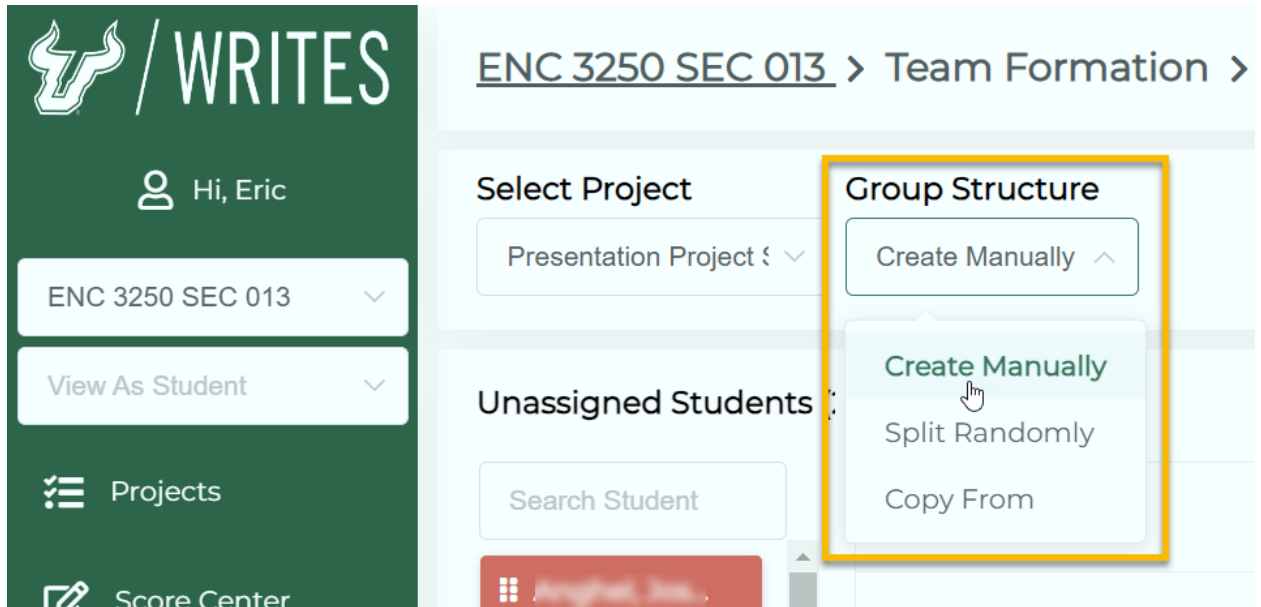 / WRITES
Hi, Eric
ENC 3250 SEC 013
View As Student
Projects
Score Center
ENC 3250 SEC 013 > Team Formation >
Select Project
Presentation Project
Group Structure
Create Manually
Create Manually
Split Randomly
Copy From
Unassigned Students
Search Student